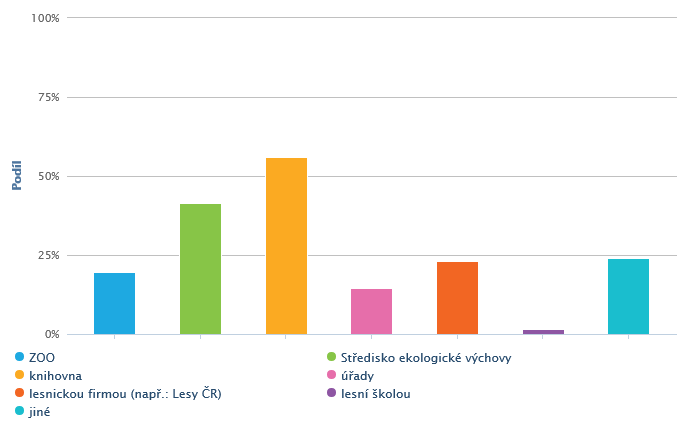 100%
75%
50%
25%
0%
Podíl
ZOO
Středisko ekologické výchovy
knihovna
úřady
lesnickou firmou (např.: Lesy ČR)
lesní školou
jiné